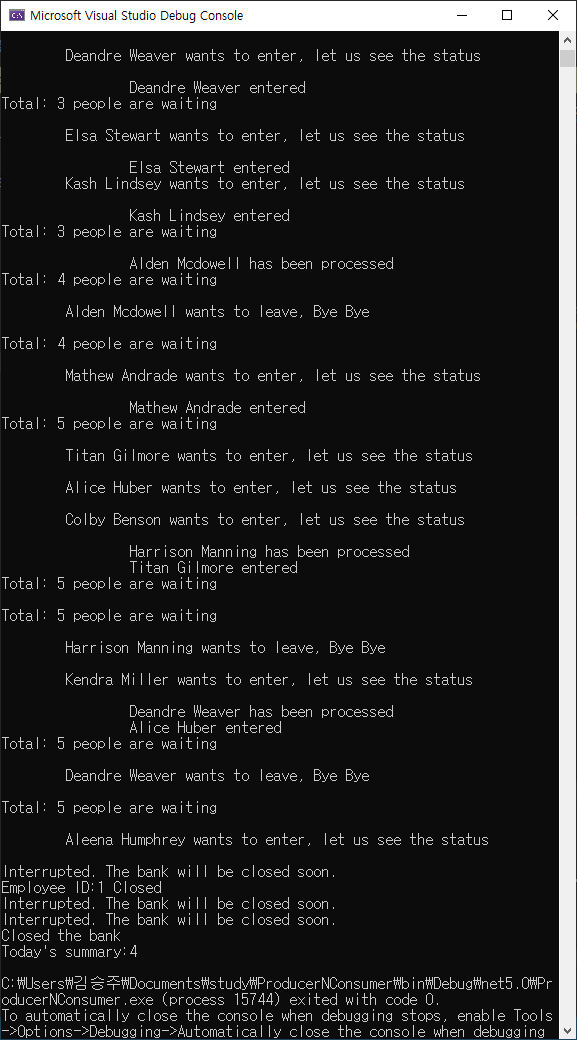 Microsoft Visual Studio Debug Console
Deandre Weaver wants to enter, let us see the status
Deandre Weaver entered
Total: 3 people are waiting
Elsa Stewart wants to enter, let us see the status
Elsa Stewart entered
Kash Lindsey wants to enter, let us see the status
Kash Lindsey entered
Total: 3 people are waiting
Alden Mcdowell has been processed
Total: 4 people are waiting
Alden Mcdowell wants to leave, Bye Bye
Total: 4 people are waiting
Mathew Andrade wants to enter, let us see the status
Mathew Andrade entered
Total: 5 people are waiting
Titan Gilmore wants to enter, let us see the status
Alice Huber wants to enter, let us see the status
Colby Benson wants to enter, let us see the status
Harrison Manning has been processed
Titan Gilmore entered
Total: 5 people are waiting
Total: 5 people are waiting
Harrison Manning wants to leave, Bye Bye
Kendra Miller wants to enter, let us see the status
Deandre Weaver has been processed
Alice Huber entered
Total: 5 people are waiting
Deandre Weaver wants to leave, Bye Bye
Total: 5 people are waiting
Aleena Humphrey wants to enter, let us see the status
Interrupted. The bank will be closed soon.
Employee ID:1 Closed
Interrupted. The bank will be closed soon.
Interrupted. The bank will be closed soon.
Closed the bank
Today's summary:4
C:₩Users₩김승주₩Documents₩study₩ProducerNConsumer₩bin₩Debug₩net5.0₩Pr
oducerNConsumer.exe (process 15744) exited with code 0.
To automatically close the console when debugging stops, enable Tools
->Options->Debugging->Automatically close the console when debugging